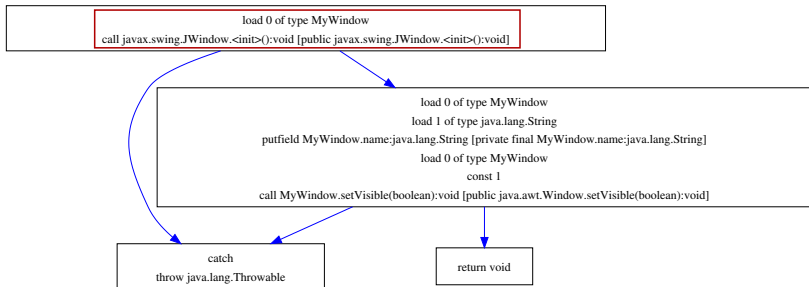 load 0 of type MyWindow
call javax.swing.JWindow.<init>():void [public javax.swing.JWindow.<init>():void]
load 0 of type MyWindow
load 1 of type java.lang.String
putfield MyWindow.name:java.lang.String [private final MyWindow.name:java.lang.String]
load 0 of type MyWindow
const 1
call MyWindow.setVisible(boolean):void [public java.awt.Window.setVisible(boolean):void]
catch
throw java.lang.Throwable
return void